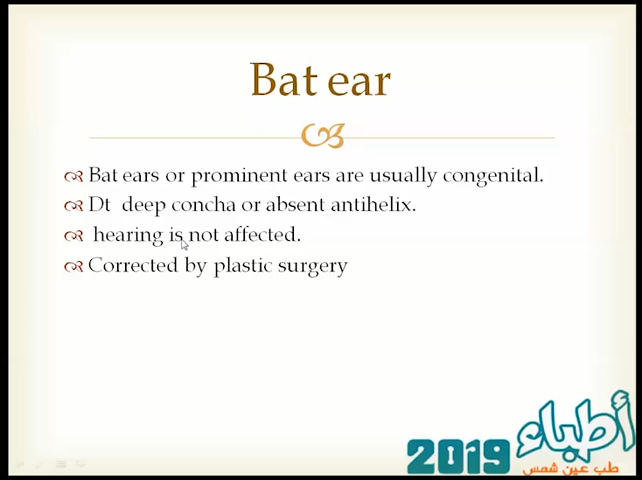 Bat ear
Bat ears or prominent ears are usually congenital.
Dt deep concha or absent antihelix.
hearing is not affected.
Corrected by plastic surgery
أطباء
2019
طب عين شمس